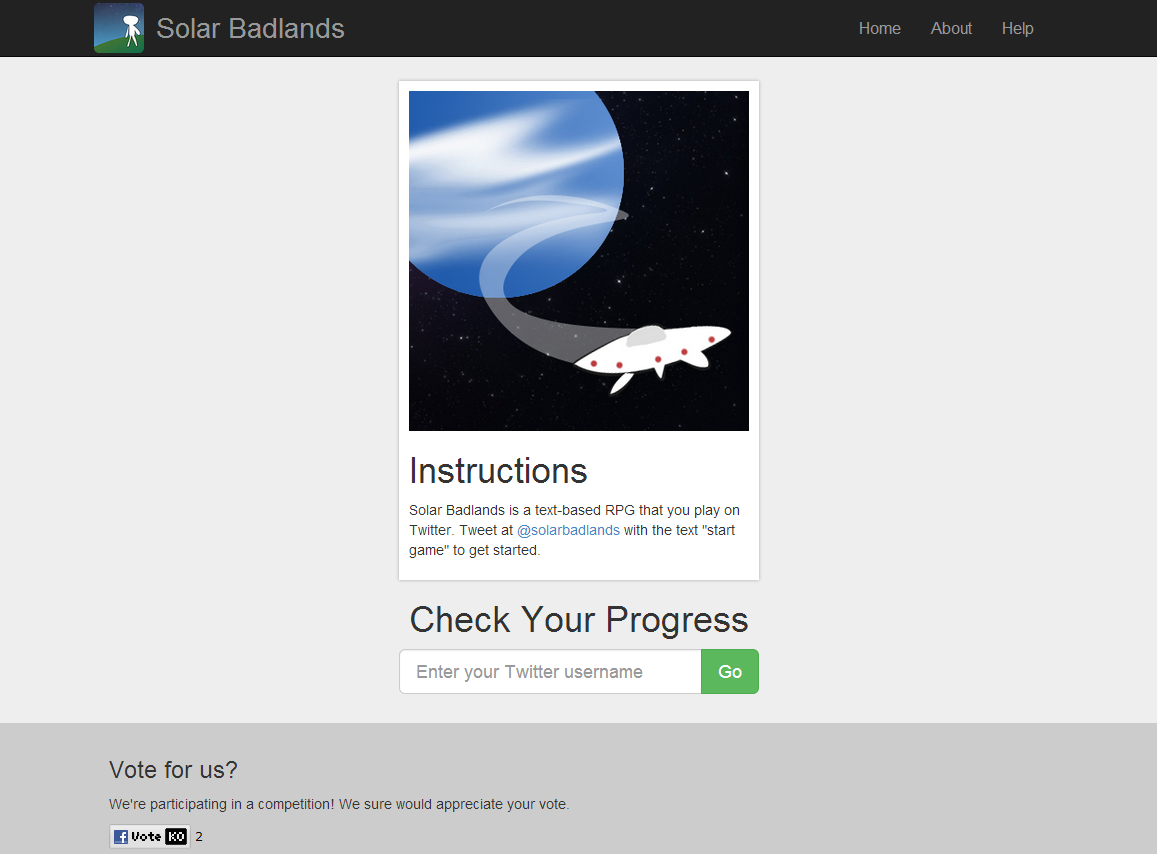 Solar Badlands
Home About Help
Instructions
Solar Badlands is a text-based RPG that you play on
Twitter. Tweet at @solarbadlands with the text "start
game" to get started.
Check Your Progress
Enter your Twitter username Go
Vote for us?
We're participating in a competition! We sure would appreciate your vote.
f Vote KO 2